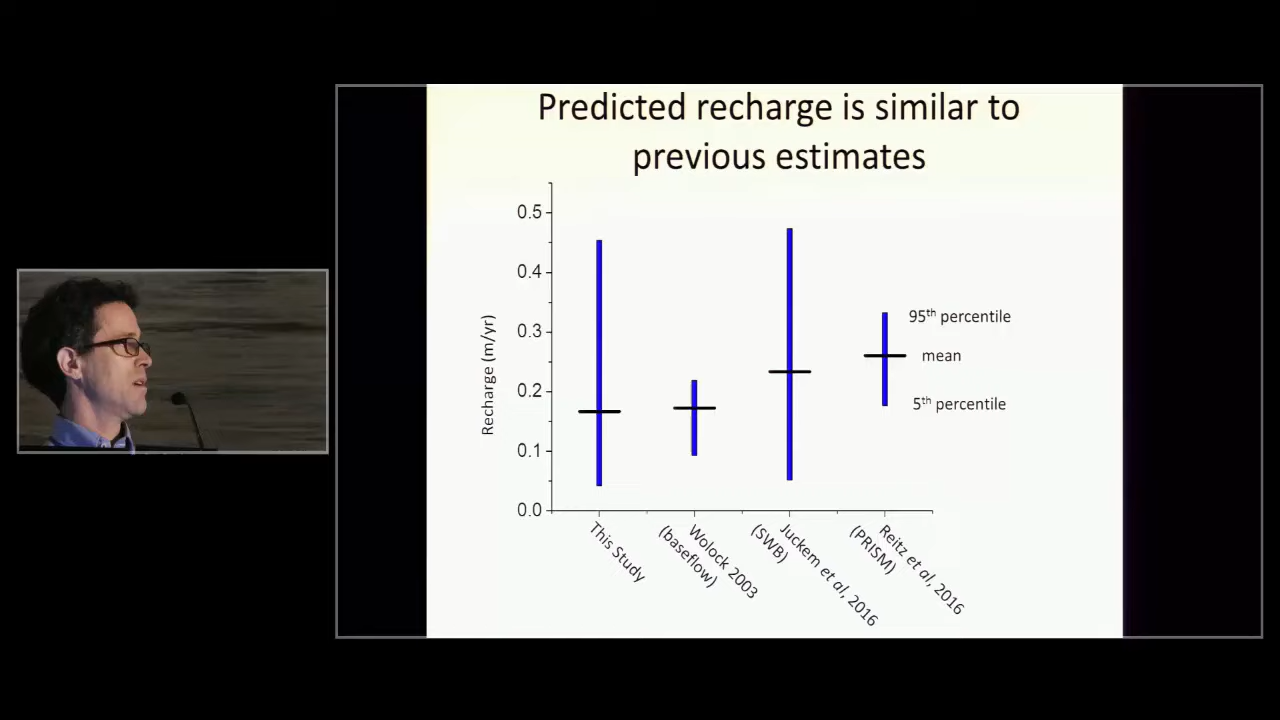 Predicted recharge is similar to
previous estimates
0.5
0.4
0.3
0.2
0.1
0.0
Recharge (m/yr)
95th percentile
mean
5th percentile
This Study
Wolock 2003
(baseflow)
Juckem et al, 2016
(SWB)
Reitz et al, 2016
(PRISM)